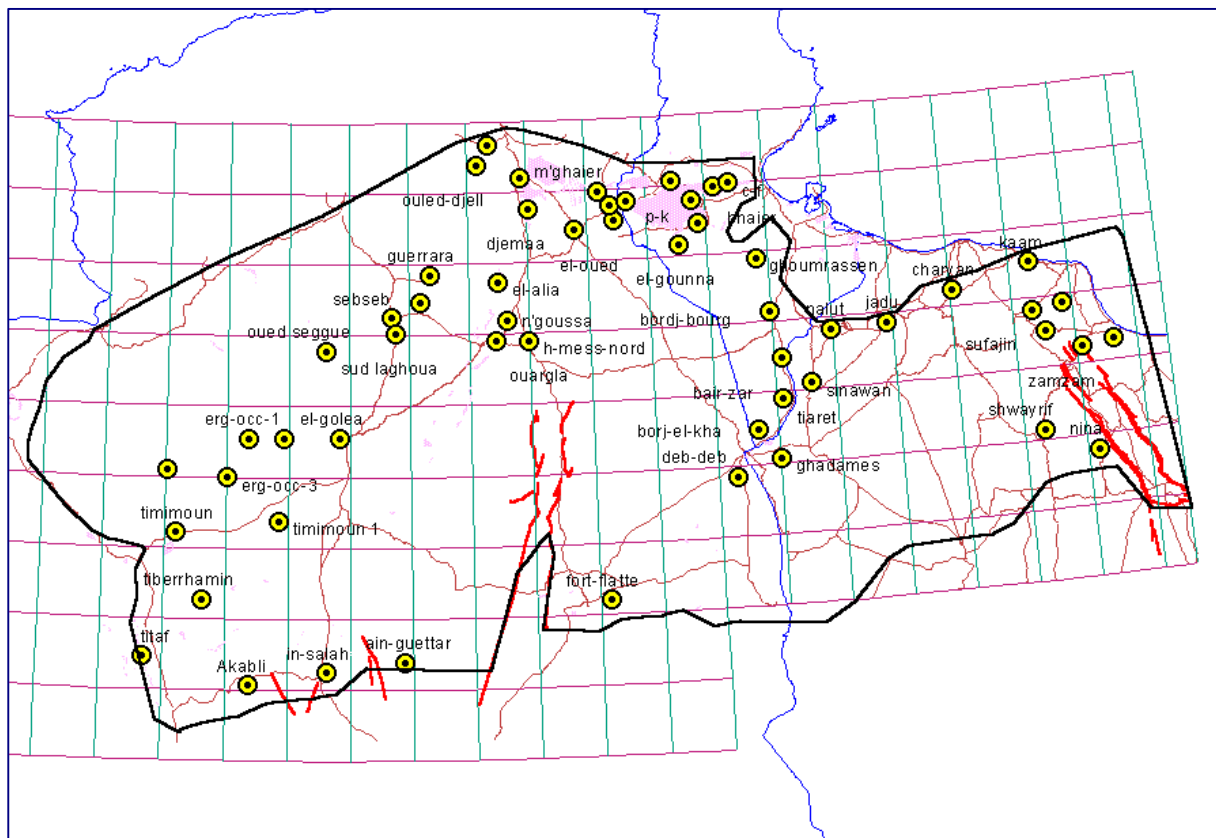 m'ghaier
c-f
ouled-djell
p-k
bhaier
djemaa
kaam
guerrara
el-oued
ghoumrassen
charwan
el-gounna
el-alia
sebseb
nalut
jadu
n'goussa
bordj-bourg
oued seggue
h-mess-nord
sufajin
sud laghoua
ouargla
zamzam
bair-zar
sinawan
shwayrif
erg-occ-1
el-golea
tiaret
borj-el-kha
nina
deb-deb
ghadames
erg-occ-3
timimoun
timimoun 1
tiberrhamin
fort-flatte
titaf
ain-guettar
in-salah
Akabli